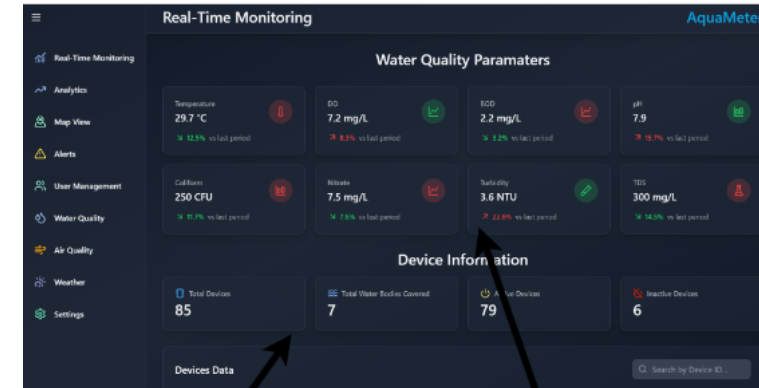 Real-Time Monitoring
AquaMete
Real-Time Monitoring
Analytics
Map View
Alerts
User Management
Water Quality
Air Quality
Weather
Settings
Water Quality Paramaters
Temperature
29.7 °C
12.5% vs last period
DO
7.2 mg/L
8.3% vs last period
BOD
2.2 mg/L
3.2% vs last period
pH
7.9
15.7% vs last period
Coliform
250 CFU
11.7% vs last period
Nitrate
7.5 mg/L
7.6% vs last period
Turbidity
3.6 NTU
22.8% vs last period
TDS
300 mg/L
14.5% vs last period
Device Information
Total Devices
85
Total Water Bodies Covered
7
Active Devices
79
Inactive Devices
6
Devices Data
Search by Device ID...